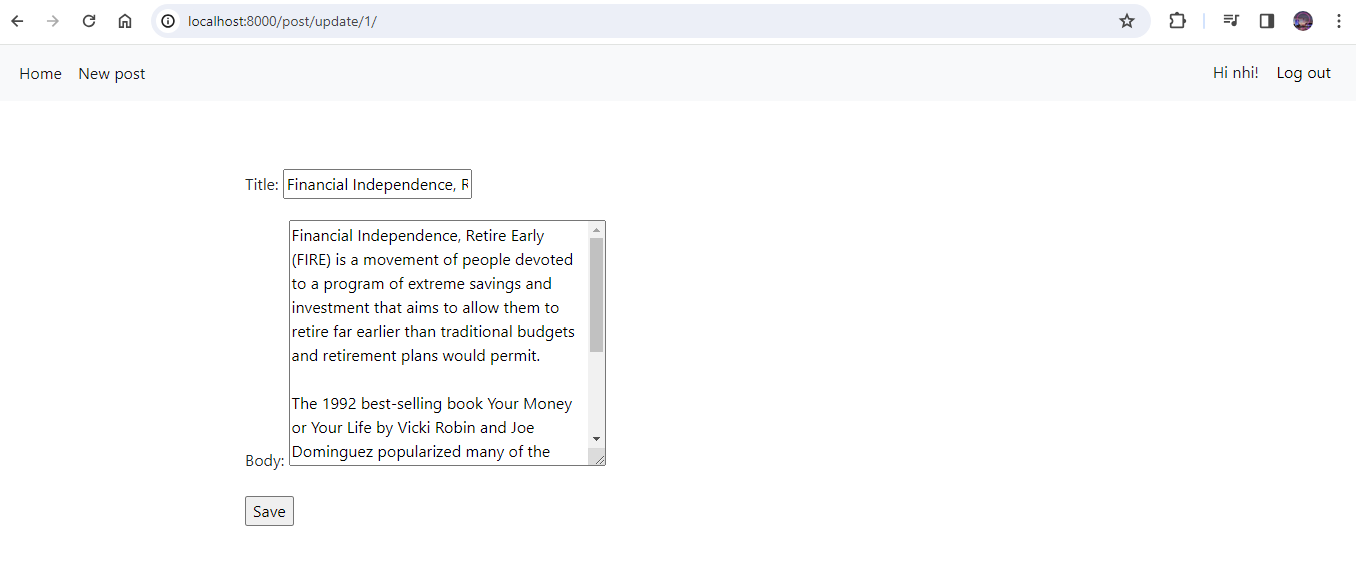 localhost:8000/post/update/1/
Home New post Hi nhi! Log out
Title: Financial Independence, R
Financial Independence, Retire Early
(FIRE) is a movement of people devoted
to a program of extreme savings and
investment that aims to allow them to
retire far earlier than traditional budgets
and retirement plans would permit.
The 1992 best-selling book Your Money
or Your Life by Vicki Robin and Joe
Dominguez popularized many of the
Body:
Save